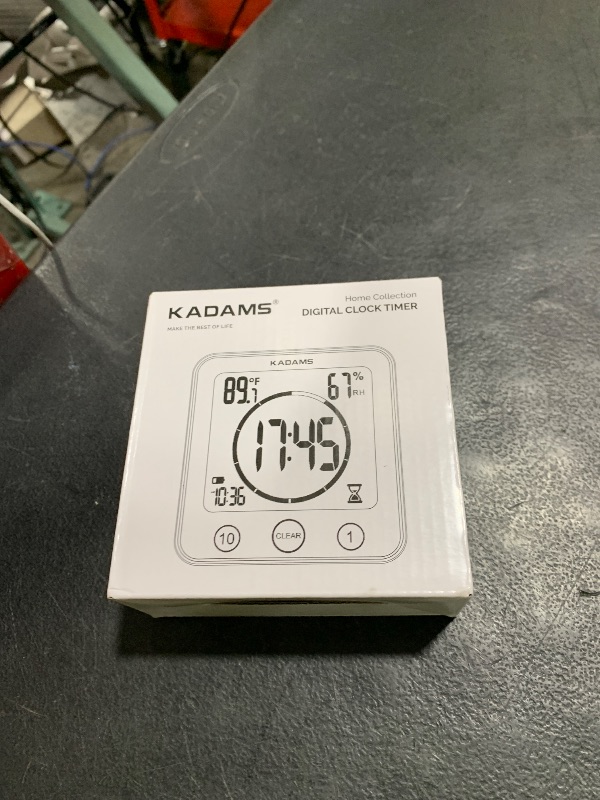 KADAMS®
MAKE THE BEST OF LIFE
Home Collection
DIGITAL CLOCK TIMER
KADAMS
89.1°F
67% RH
17:45
10:36
10
CLEAR
1